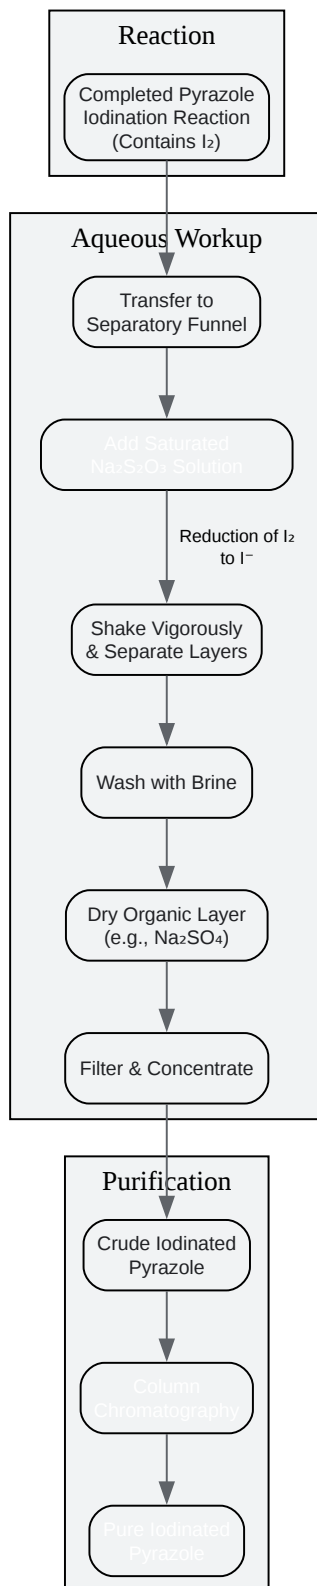 Reaction
Completed Pyrazole
Iodination Reaction
(Contains I₂)
Aqueous Workup
Transfer to
Separatory Funnel
Add Saturated
Na₂S₂O₃ Solution
Reduction of I₂
to I⁻
Shake Vigorously
& Separate Layers
Wash with Brine
Dry Organic Layer
(e.g., Na₂SO₄)
Filter & Concentrate
Purification
Crude Iodinated
Pyrazole
Column
Chromatography
Pure Iodinated
Pyrazole